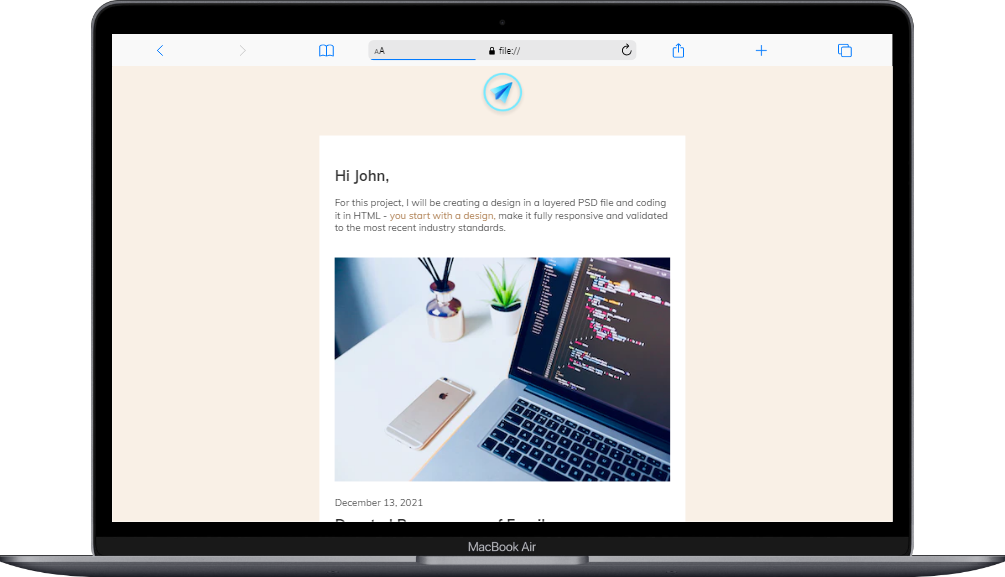 AA file://
Hi John,
For this project, I will be creating a design in a layered PSD file and coding
it in HTML - you start with a design, make it fully responsive and validated
to the most recent industry standards.
December 13, 2021
MacBook Air